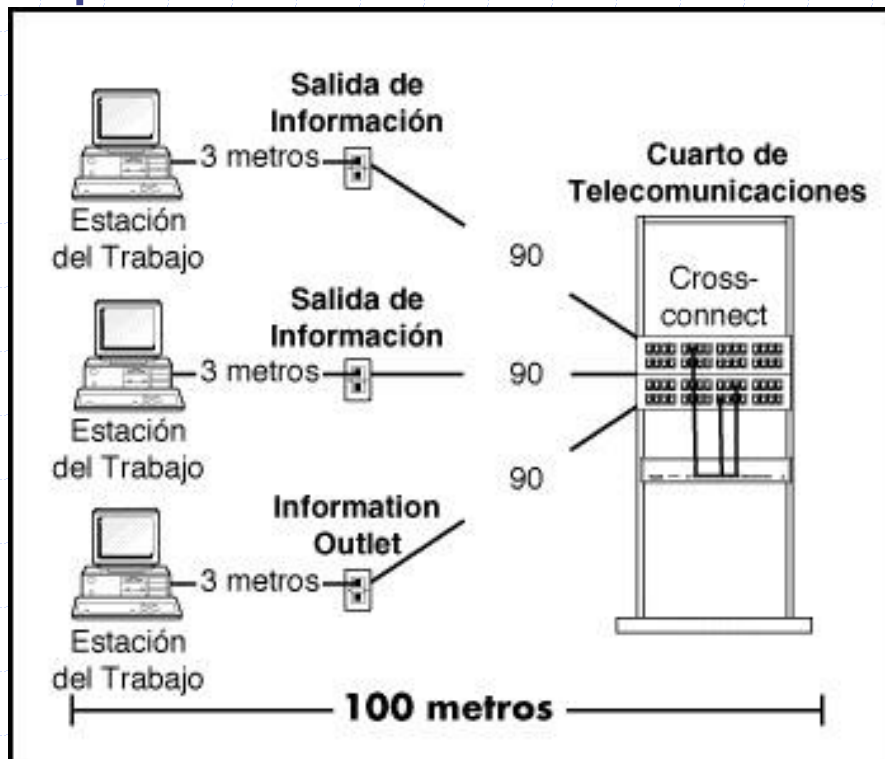 Salida de
Información
3 metros
Estación
del Trabajo
90
Cuarto de
Telecomunicaciones
Cross-
connect
Salida de
Información
3 metros
Estación
del Trabajo
90
Information
Outlet
3 metros
Estación
del Trabajo
90
100 metros